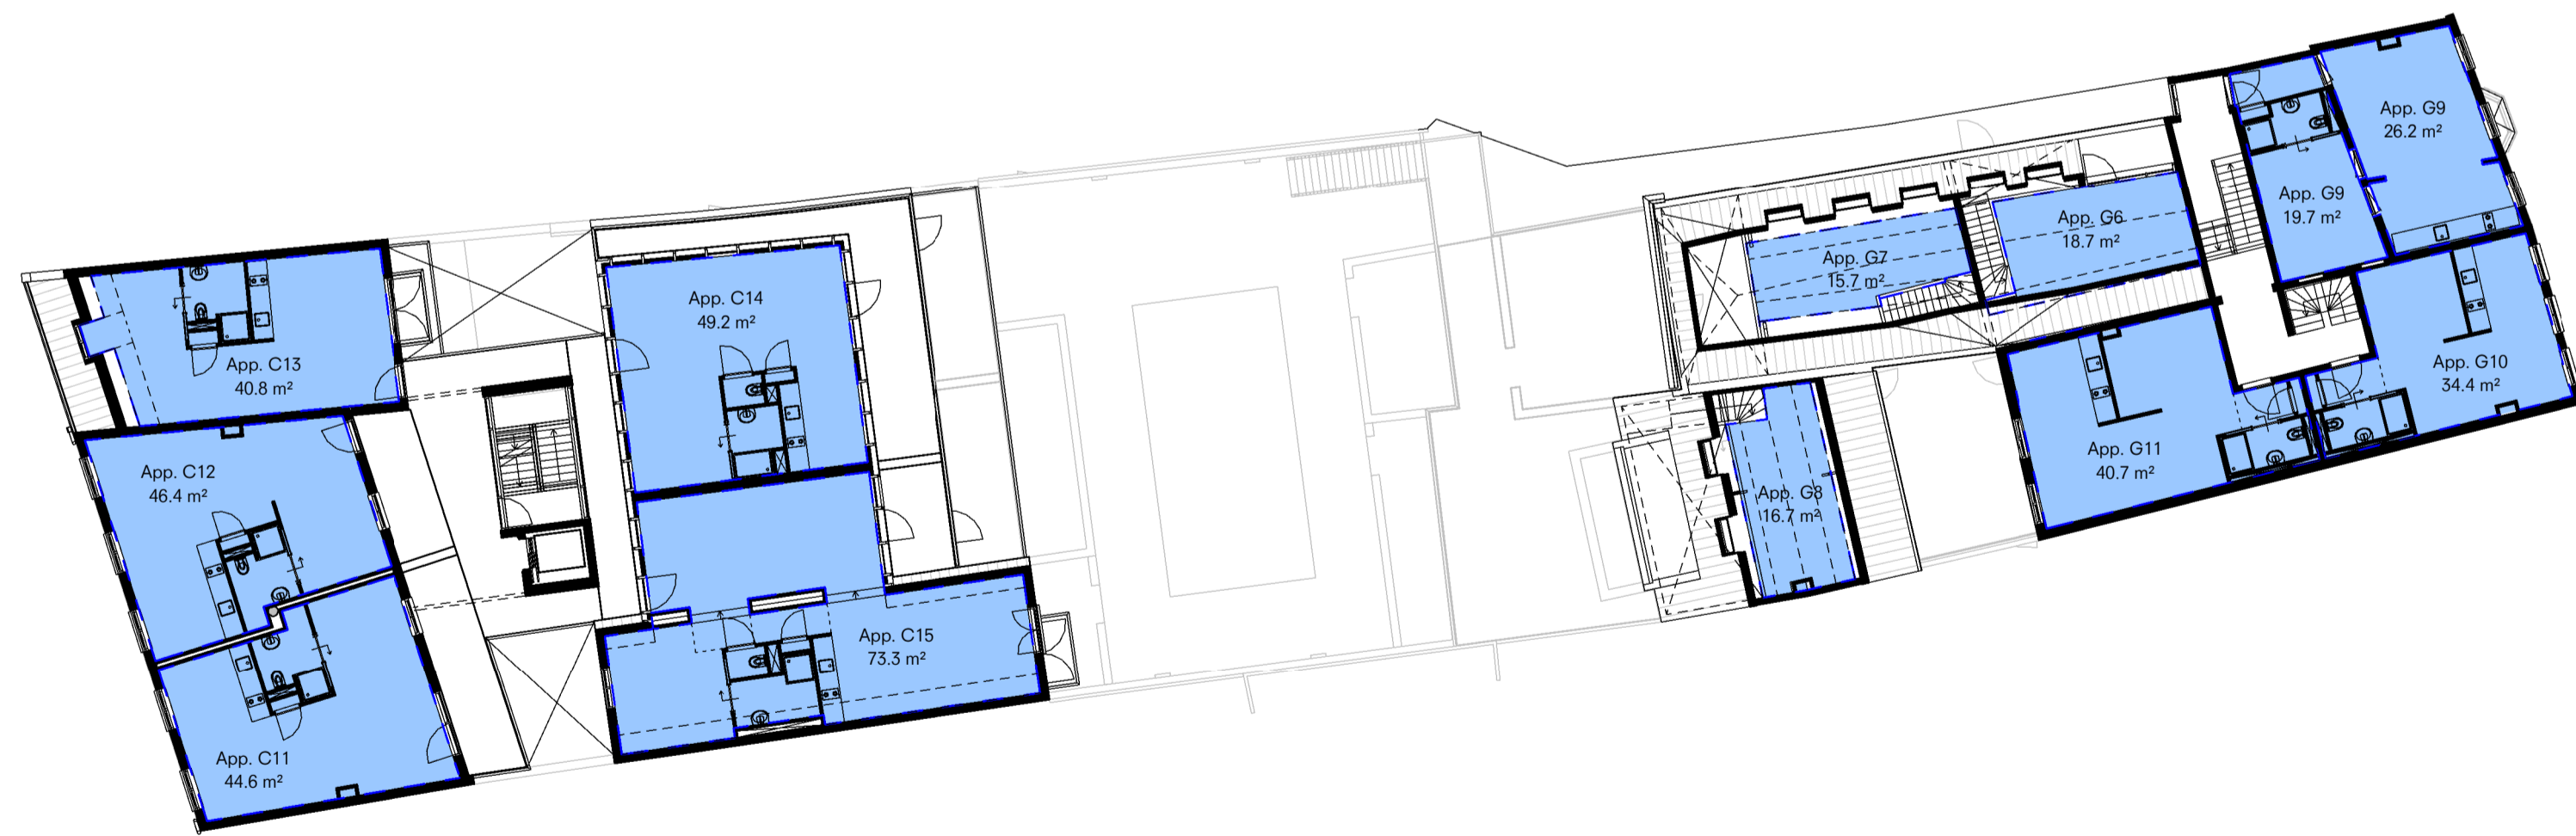 App. C13
40.8 m²
App. C12
46.4 m²
App. C11
44.6 m²
App. C14
49.2 m²
App. C15
73.3 m²
App. G7
15.7 m²
App. G6
18.7 m²
App. G8
16.7 m²
App. G9
26.2 m²
App. G9
19.7 m²
App. G10
34.4 m²
App. G11
40.7 m²